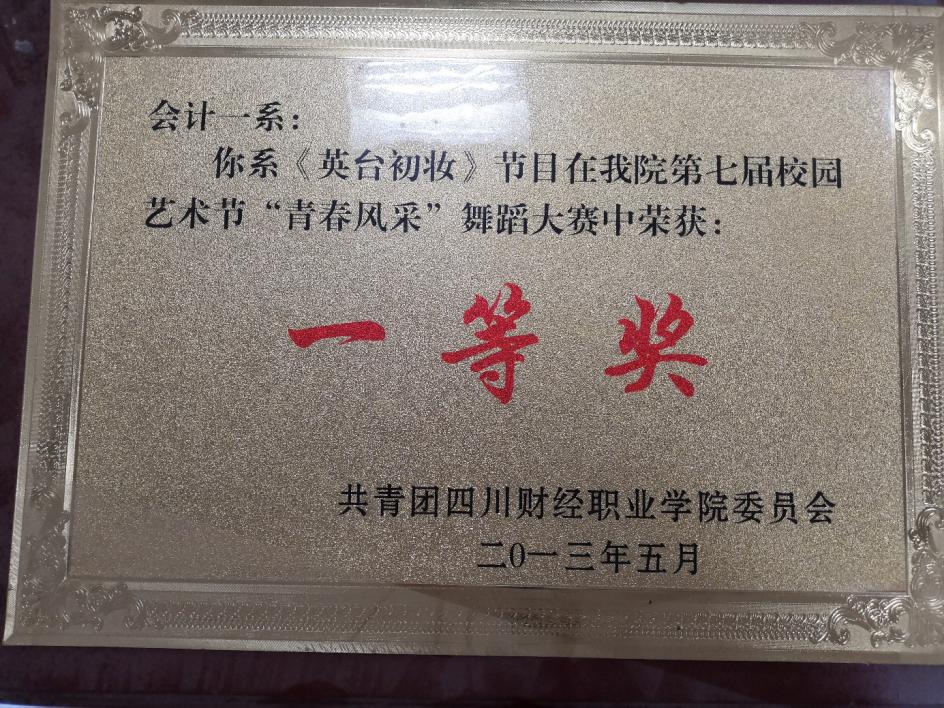 会计一系：
你系《英台初妆》节目在我院第七届校园
艺术节“青春风采”舞蹈大赛中荣获：
一等奖
共青团四川财经职业学院委员会
二0一三年五月